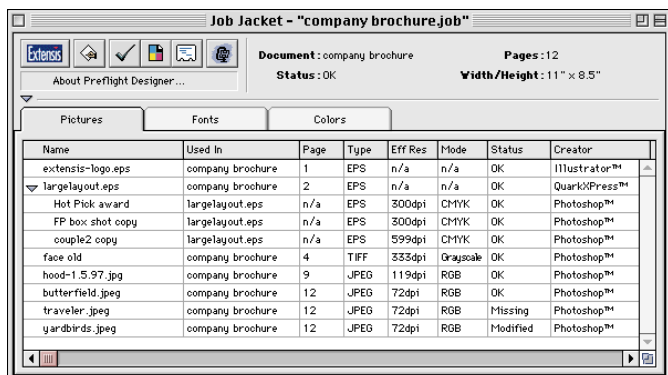 Job Jacket - "company brochure.job"
Extensis
About Preflight Designer...
Document: company brochure Pages: 12
Status: OK Width/Height: 11" x 8.5"
Pictures Fonts Colors
Name Used In Page Type Eff Res Mode Status Creator
extensis-logo.eps company brochure 1 EPS n/a n/a OK Illustrator™
largelayout.eps company brochure 2 EPS n/a n/a OK QuarkXPress™
Hot Pick award largelayout.eps n/a EPS 300dpi CMYK OK Photoshop™
FP box shot copy largelayout.eps n/a EPS 300dpi CMYK OK Photoshop™
couple2 copy largelayout.eps n/a EPS 599dpi CMYK OK Photoshop™
face old company brochure 4 TIFF 333dpi Grayscale OK Photoshop™
hood-1.5.97.jpg company brochure 9 JPEG 119dpi RGB OK Photoshop™
butterfield.jpeg company brochure 12 JPEG 72dpi RGB OK Photoshop™
traveler.jpeg company brochure 12 JPEG 72dpi RGB Missing Photoshop™
yardbirds.jpeg company brochure 12 JPEG 72dpi RGB Modified Photoshop™